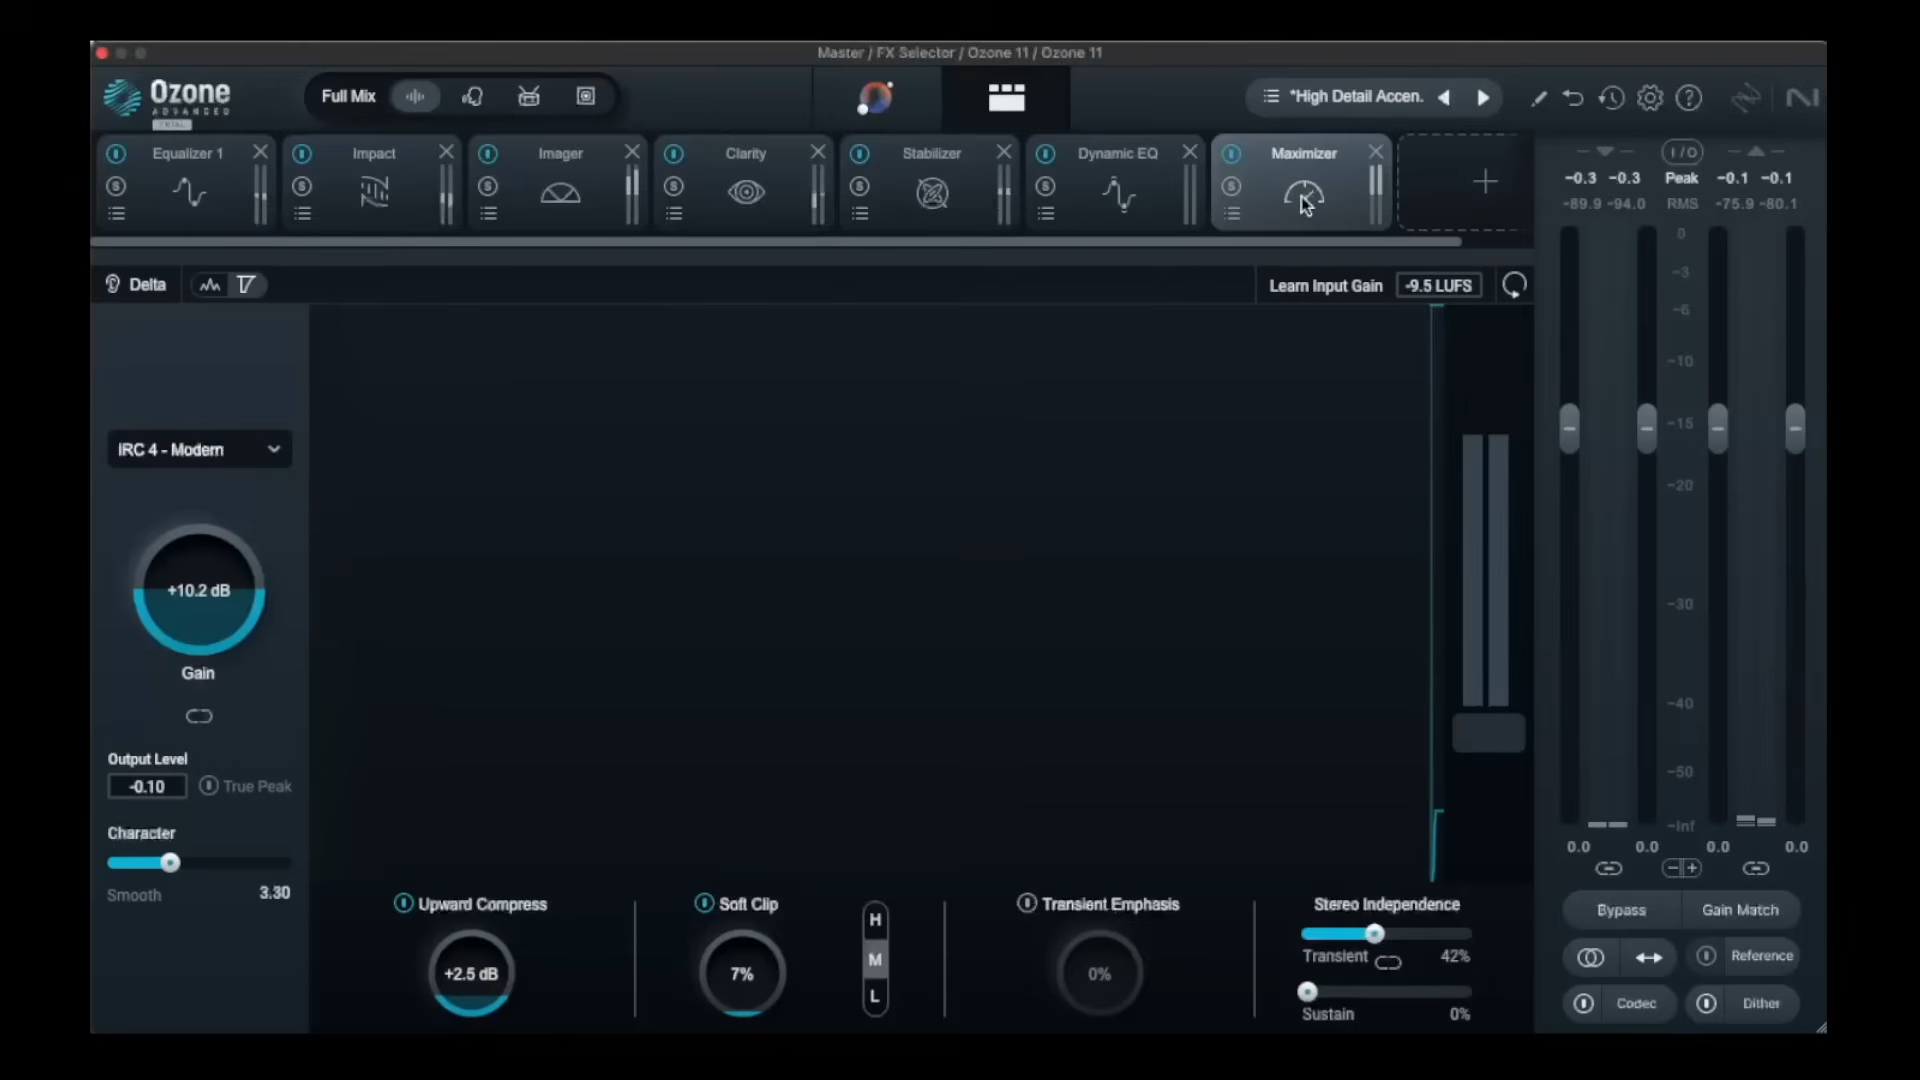 Master / FX Selector / Ozone 11 / Ozone 11
Ozone
ADVANCED
TRIAL
Full Mix
*High Detail Accen.
Equalizer 1
Impact
Imager
Clarity
Stabilizer
Dynamic EQ
Maximizer
S
S
S
S
S
S
S
I/O
-0.3 -0.3 Peak -0.1 -0.1
-89.9 -94.0 RMS -75.9 -80.1
Delta
Learn Input Gain -9.5 LUFS
0
-3
-6
-10
-15
-20
-30
-40
-50
-Inf
IRC 4 - Modern
+10.2 dB
Gain
Output Level
-0.10 True Peak
Character
Smooth 3.30
Upward Compress
+2.5 dB
Soft Clip
7%
H
M
L
Transient Emphasis
0%
Stereo Independence
Transient 42%
Sustain 0%
0.0 0.0 0.0 0.0
Bypass Gain Match
Reference
Codec Dither